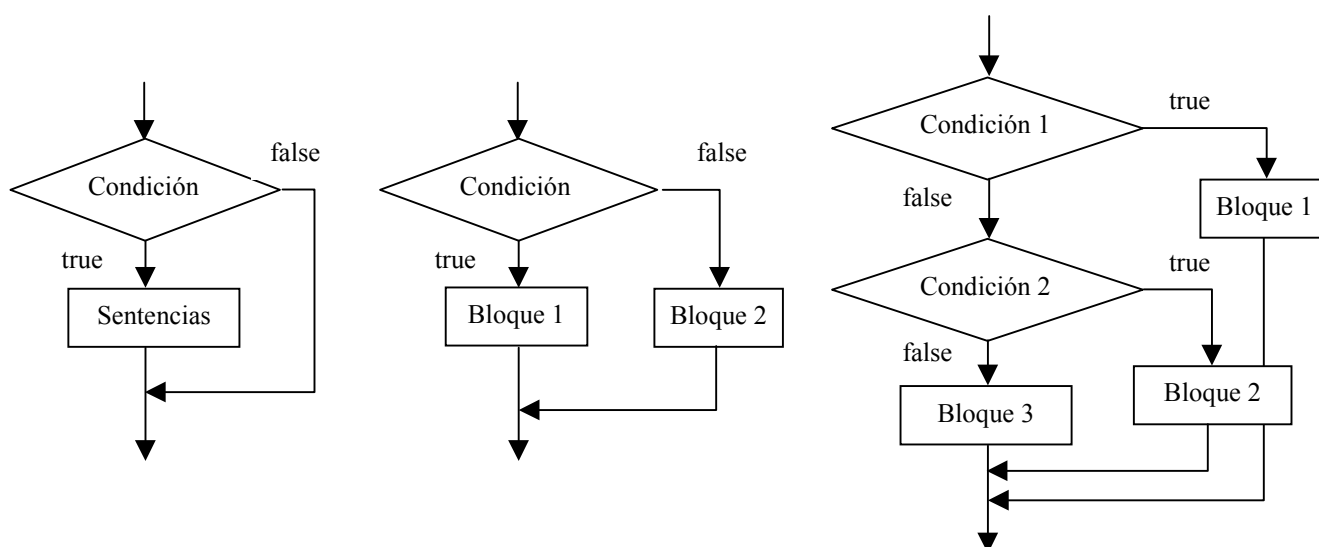 false
Condición
true
Sentencias
false
Condición
true
Bloque 1
Bloque 2
true
Condición 1
false
Bloque 1
true
Condición 2
false
Bloque 2
Bloque 3